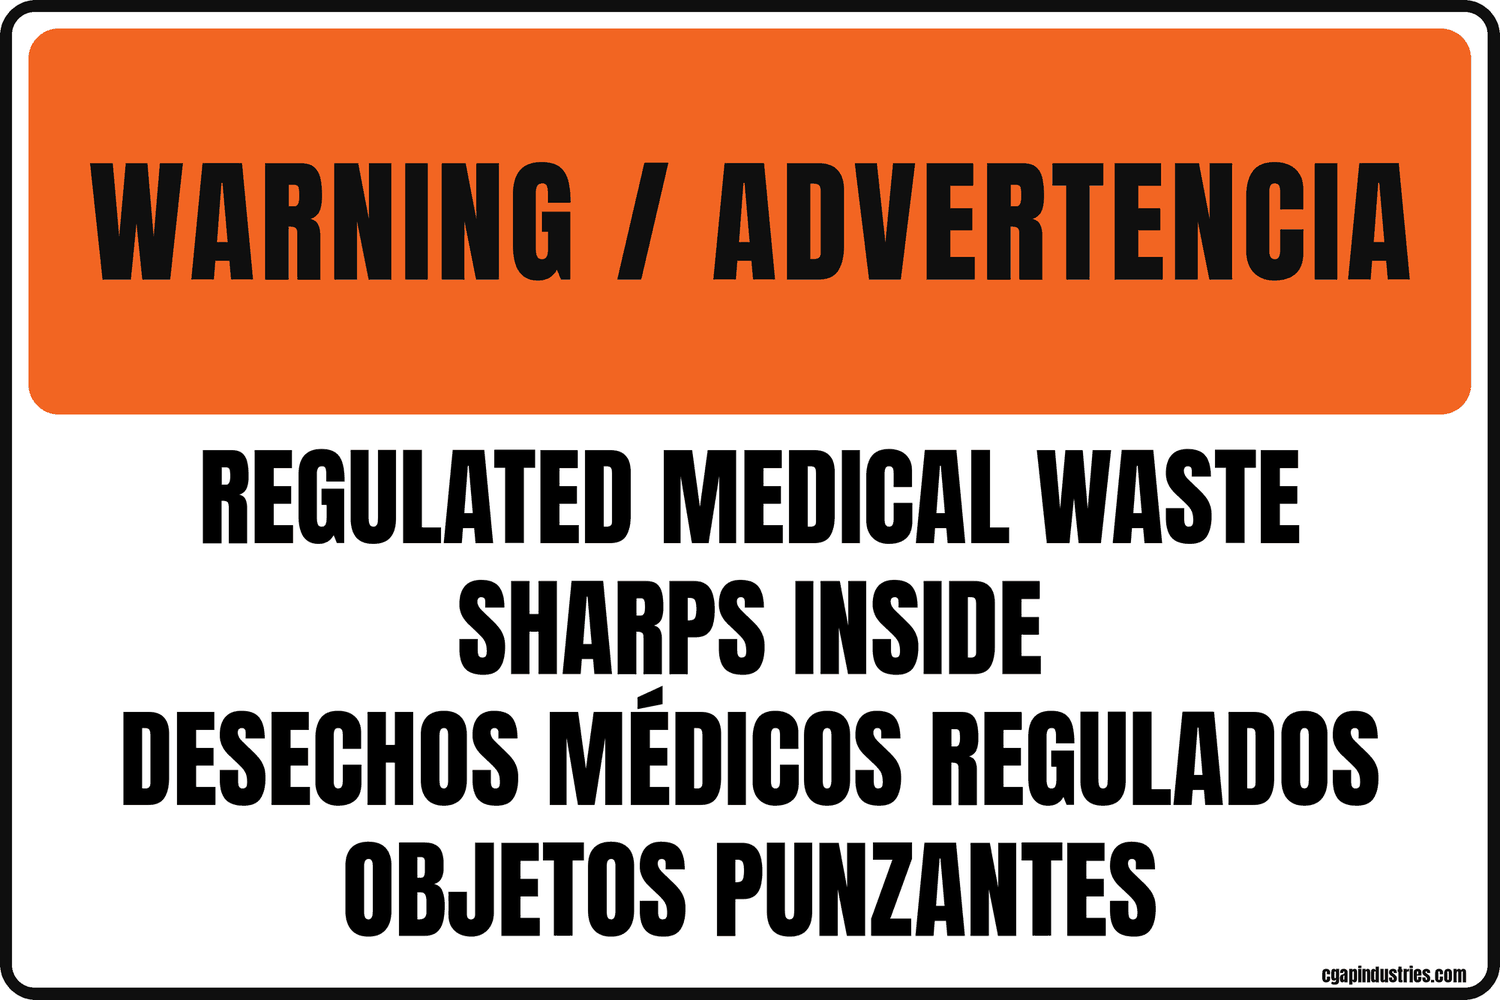 WARNING / ADVERTENCIA
REGULATED MEDICAL WASTE
SHARPS INSIDE
DESECHOS MÉDICOS REGULADOS
OBJETOS PUNZANTES
cgapindustries.com